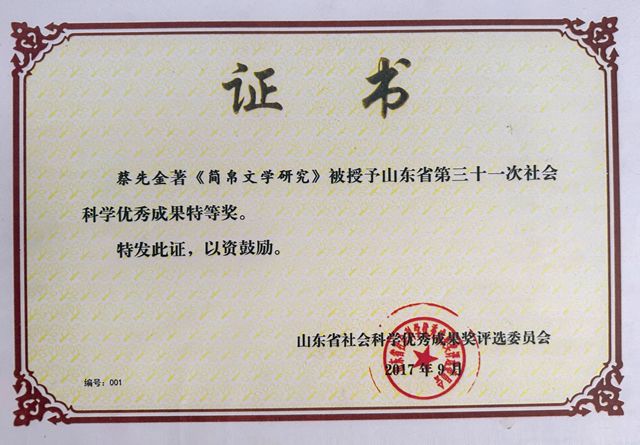 证 书
蔡先金著《简帛文学研究》被授予山东省第三十一次社会
科学优秀成果特等奖。
特发此证，以资鼓励。
山东省社会科学优秀成果奖评选委员会
2017年9月
编号：001